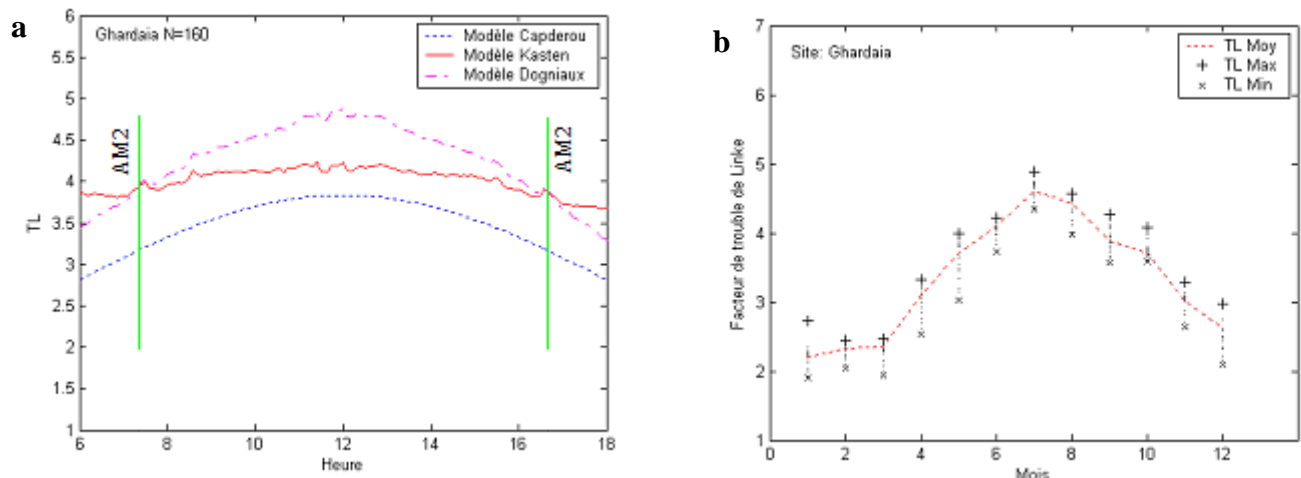 a
Ghardaia N=160
Modèle Capderou
Modèle Kasten
Modèle Dogniaux
AM2
AM2
TL
6
5.5
5
4.5
4
3.5
3
2.5
2
1.5
1
6 8 10 12 14 16 18
Heure
b
Site: Ghardaia
TL Moy
TL Max
TL Min
Facteur de trouble de Linke
7
6
5
4
3
2
1
0 2 4 6 8 10 12
Mois